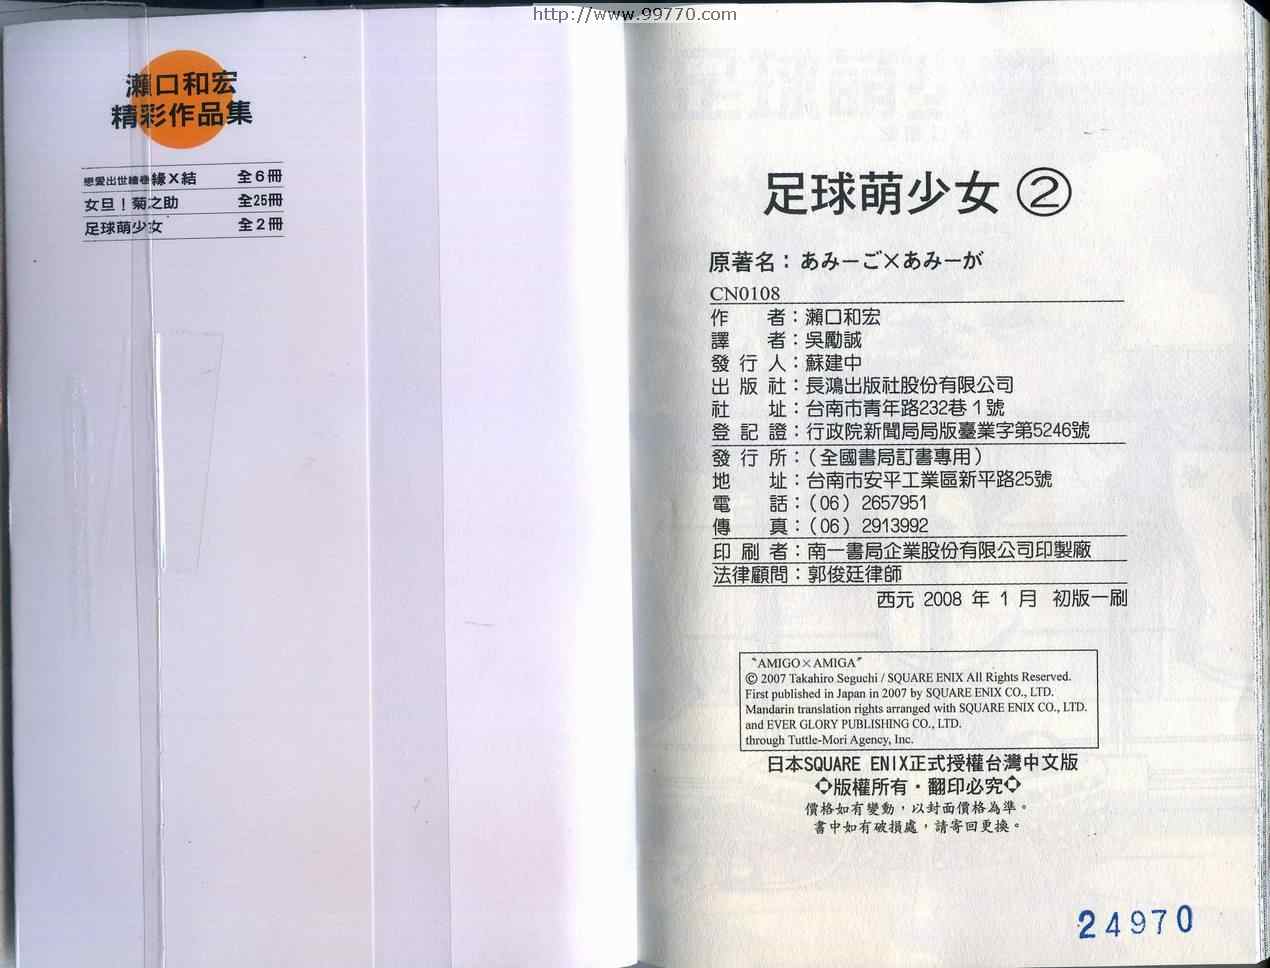 http://www.99770.com
瀨口和宏
精彩作品集
戀愛出世繪卷緣X結 全6冊
女旦!菊之助 全25冊
足球萌少女 全2冊
足球萌少女 ②
原著名：あみーご×あみーが
CN0108
作者：瀨口和宏
譯者：吳勵誠
發行人：蘇建中
出版社：長鴻出版社股份有限公司
社址：台南市青年路232巷1號
登記證：行政院新聞局局版臺業字第5246號
發行所：(全國書局訂書專用)
地址：台南市安平工業區新平路25號
電話：(06) 2657951
傳真：(06) 2913992
印刷者：南一書局企業股份有限公司印製廠
法律顧問：郭俊廷律師
西元 2008 年 1 月 初版一刷
"AMIGO×AMIGA"
© 2007 Takahiro Seguchi / SQUARE ENIX All Rights Reserved.
First published in Japan in 2007 by SQUARE ENIX CO., LTD.
Mandarin translation rights arranged with SQUARE ENIX CO., LTD.
and EVER GLORY PUBLISHING CO., LTD.
through Tuttle-Mori Agency, Inc.
日本SQUARE ENIX正式授權台灣中文版
版權所有・翻印必究
價格如有變動，以封面價格為準。
書中如有破損處，請寄回更換。
24970